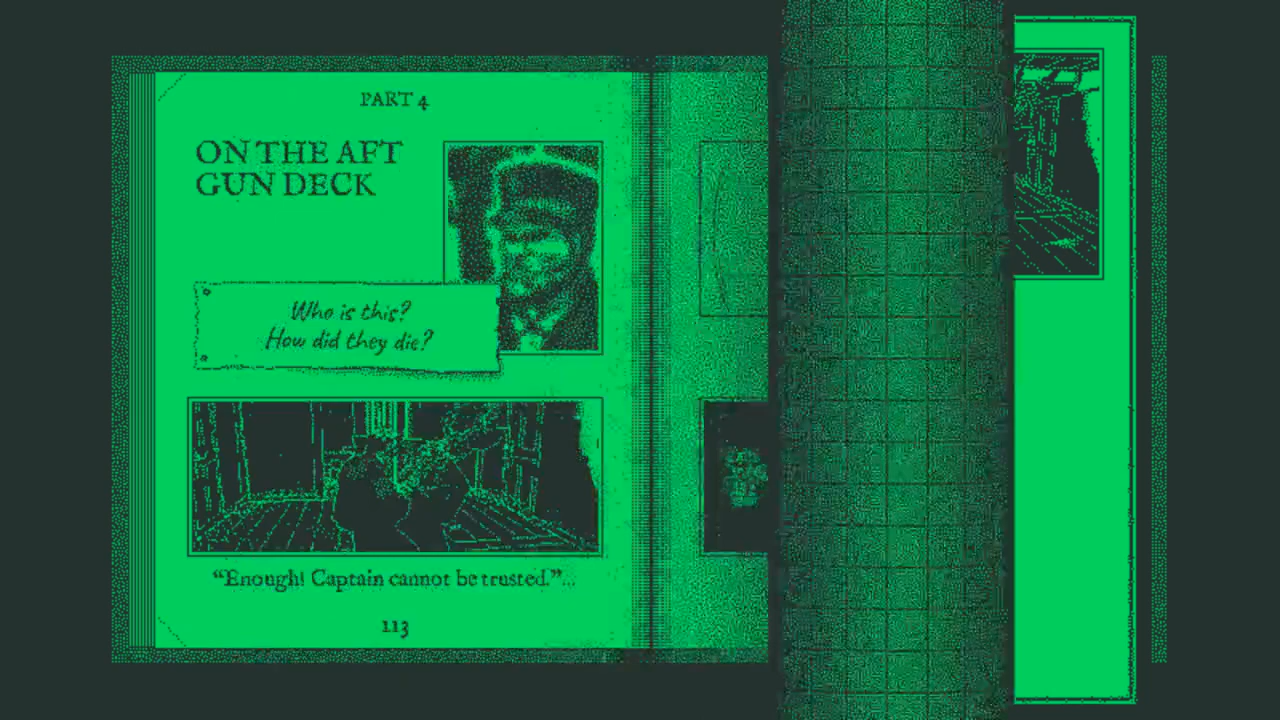 PART 4
ON THE AFT
GUN DECK
Who is this?
How did they die?
“Enough! Captain cannot be trusted.”...
113